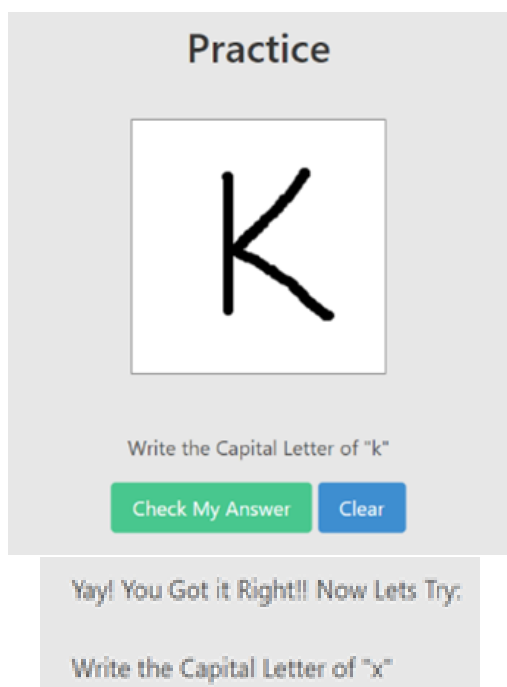 Practice
K
Write the Capital Letter of "k"
Check My Answer Clear
Yay! You Got it Right!! Now Lets Try:
Write the Capital Letter of "x"